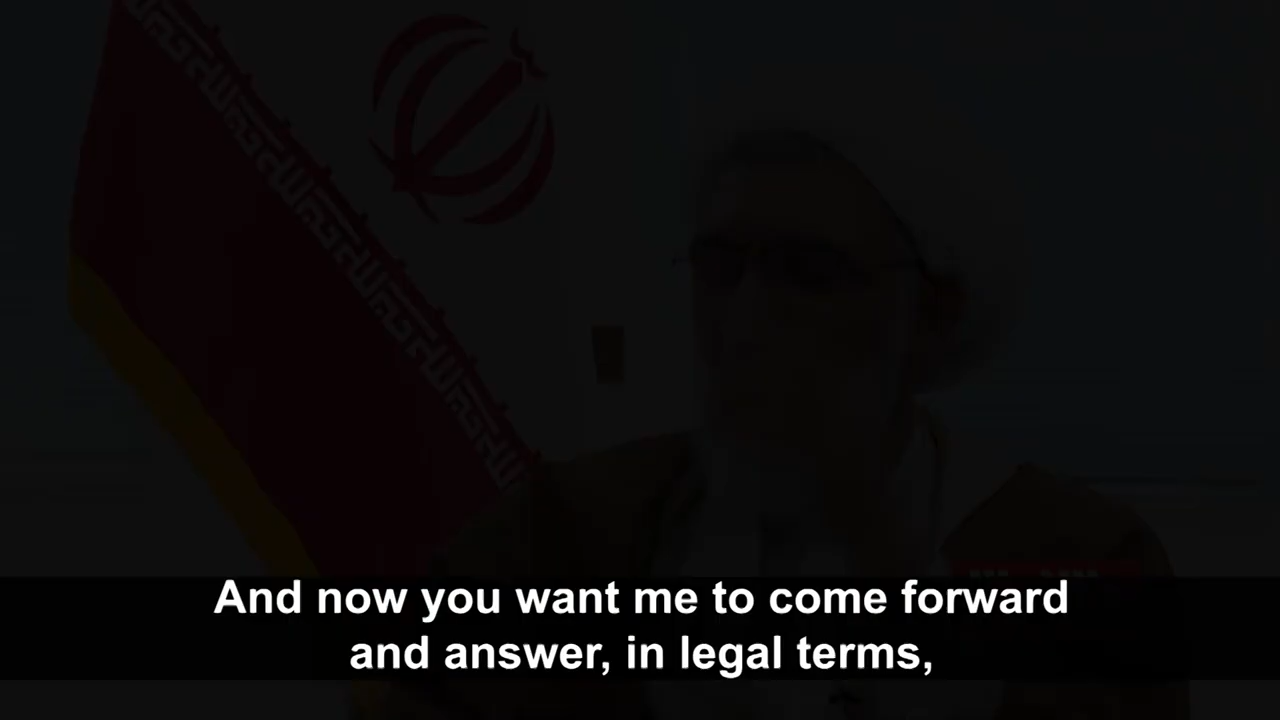 And now you want me to come forward
and answer, in legal terms,